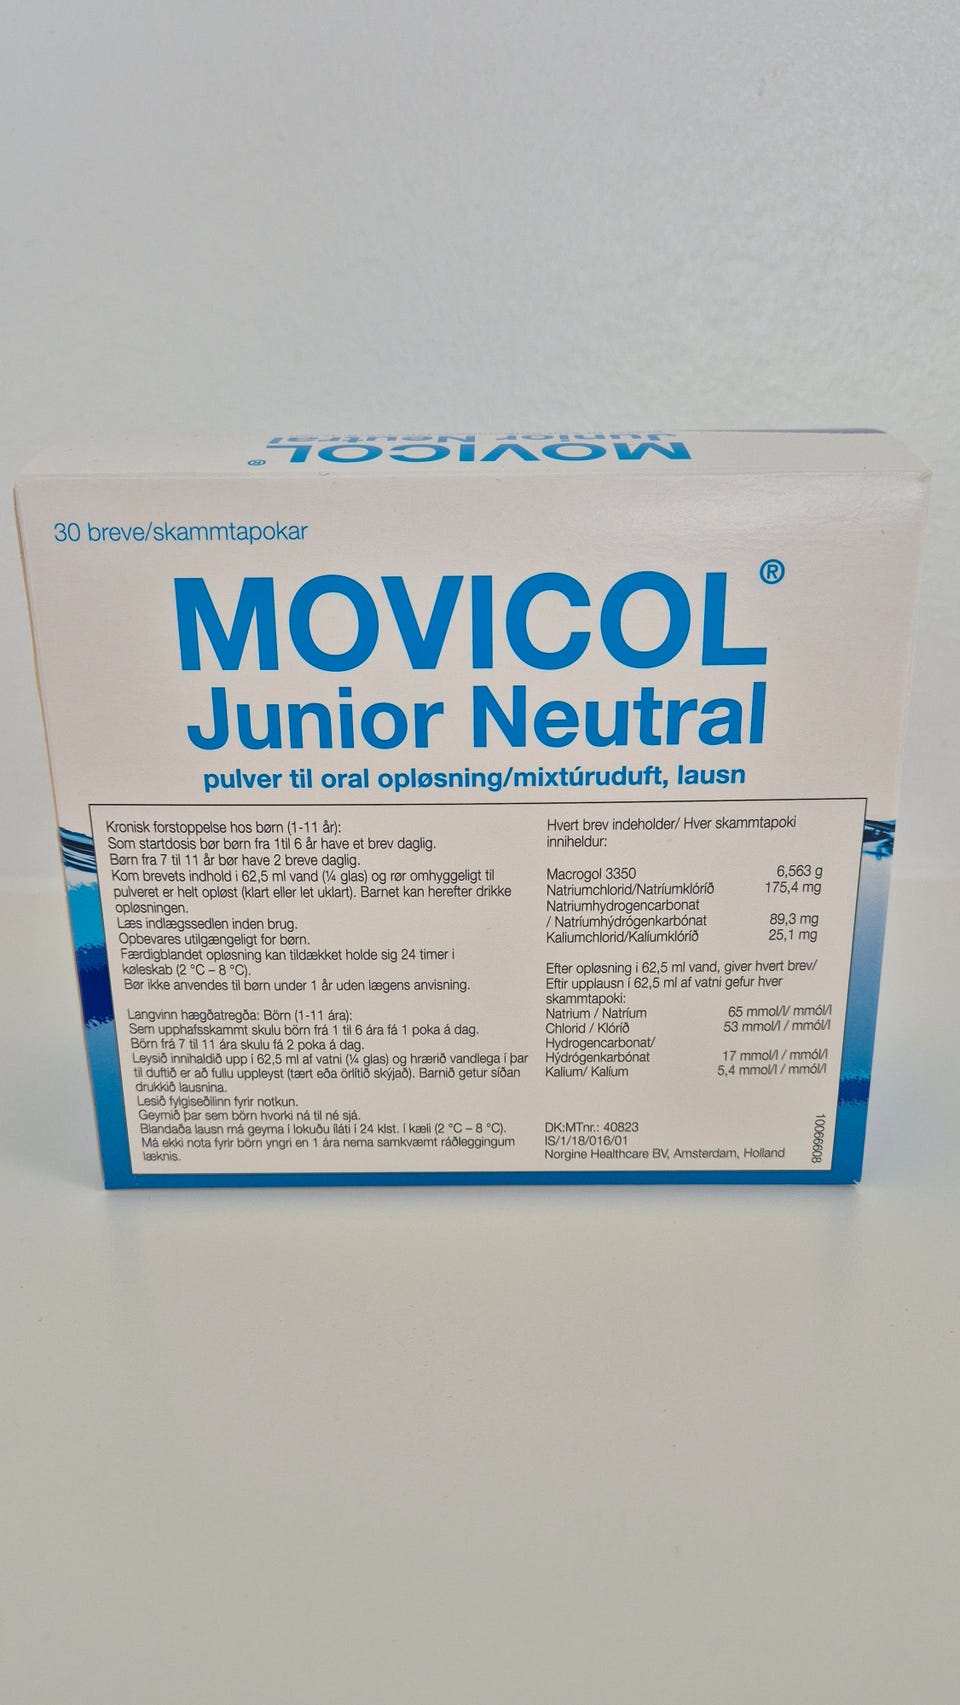 MOVICOL®
Junior Neutral
30 breve/skammtapokar
MOVICOL®
Junior Neutral
pulver til oral opløsning/mixtúruduft, lausn
Kronisk forstoppelse hos børn (1-11 år):
Som startdosis bør børn fra 1til 6 år have et brev daglig.
Børn fra 7 til 11 år bør have 2 breve daglig.
Kom brevets indhold i 62,5 ml vand (¼ glas) og rør omhyggeligt til
pulveret er helt opløst (klart eller let uklart). Barnet kan herefter drikke
opløsningen.
Læs indlægssedlen inden brug.
Opbevares utilgængeligt for børn.
Færdigblandet opløsning kan tildækket holde sig 24 timer i
køleskab (2 °C – 8 °C).
Bør ikke anvendes til børn under 1 år uden lægens anvisning.
Langvinn hægðatregða: Börn (1-11 ára):
Sem upphafsskammt skulu börn frá 1 til 6 ára fá 1 poka á dag.
Börn frá 7 til 11 ára skulu fá 2 poka á dag.
Leysið innihaldið upp í 62,5 ml af vatni (¼ glas) og hrærið vandlega í þar
til duftið er að fullu uppleyst (tært eða örlítið skýjað). Barnið getur síðan
drukkið lausnina.
Lesið fylgiseðilinn fyrir notkun.
Geymið þar sem börn hvorki ná til né sjá.
Blandaða lausn má geyma í lokuðu íláti í 24 klst. í kæli (2 °C – 8 °C).
Má ekki nota fyrir börn yngri en 1 ára nema samkvæmt ráðleggingum
læknis.
Hvert brev indeholder/ Hver skammtapoki
inniheldur:
Macrogol 3350 6,563 g
Natriumchlorid/Natríumklóríð 175,4 mg
Natriumhydrogencarbonat
/ Natríumhýdrógenkarbónat 89,3 mg
Kaliumchlorid/Kalíumklóríð 25,1 mg
Efter opløsning i 62,5 ml vand, giver hvert brev/
Eftir upplausn í 62,5 ml af vatni gefur hver
skammtapoki:
Natrium / Natríum 65 mmol/l/ mmól/l
Chlorid / Klóríð 53 mmol/l / mmól/l
Hydrogencarbonat/
Hýdrógenkarbónat 17 mmol/l / mmól/l
Kalium/ Kalíum 5,4 mmol/l / mmól/l
DK:MTnr.: 40823
IS/1/18/016/01
Norgine Healthcare BV, Amsterdam, Holland
10066608